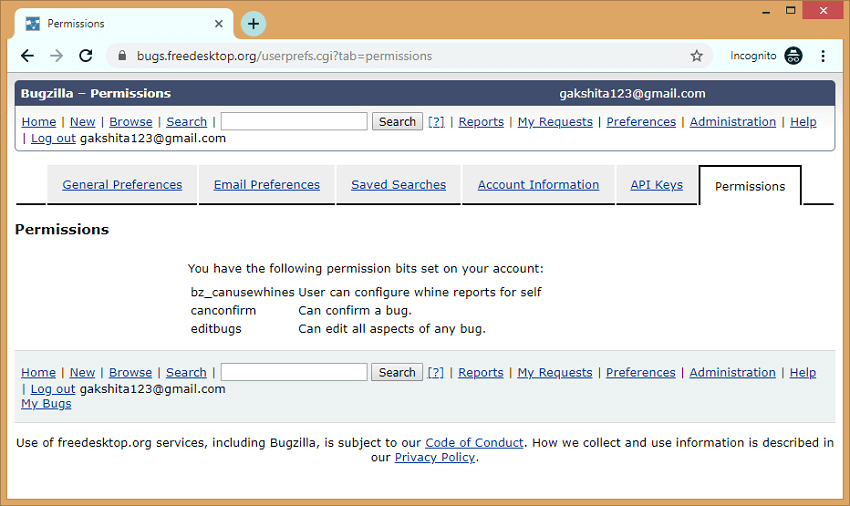 Permissions
bugs.freedesktop.org/userprefs.cgi?tab=permissions
Incognito
Bugzilla – Permissions
gakshita123@gmail.com
Home | New | Browse | Search | Search [?] | Reports | My Requests | Preferences | Administration | Help
| Log out gakshita123@gmail.com
General Preferences
Email Preferences
Saved Searches
Account Information
API Keys
Permissions
Permissions
You have the following permission bits set on your account:
bz_canusewhines User can configure whine reports for self
canconfirm Can confirm a bug.
editbugs Can edit all aspects of any bug.
Home | New | Browse | Search | Search [?] | Reports | My Requests | Preferences | Administration | Help
| Log out gakshita123@gmail.com
My Bugs
Use of freedesktop.org services, including Bugzilla, is subject to our Code of Conduct. How we collect and use information is described in
our Privacy Policy.